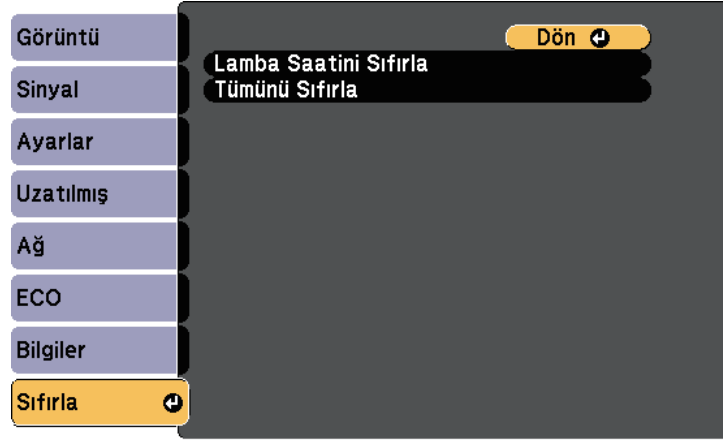 Görüntü
Sinyal
Ayarlar
Uzatılmış
Ağ
ECO
Bilgiler
Sıfırla
Dön
Lamba Saatini Sıfırla
Tümünü Sıfırla